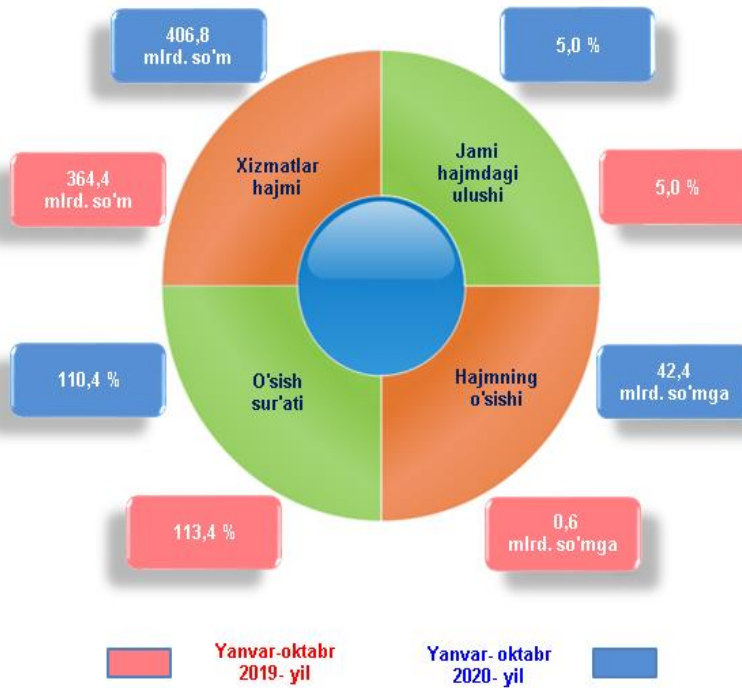 406,8
mlrd. so'm
5,0 %
Xizmatlar
hajmi
Jami
hajmdagi
ulushi
364,4
mlrd. so'm
5,0 %
110,4 %
O'sish
sur'ati
Hajmning
o'sishi
42,4
mlrd. so'mga
113,4 %
0,6
mlrd. so'mga
Yanvar-oktabr
2019- yil
Yanvar- oktabr
2020- yil